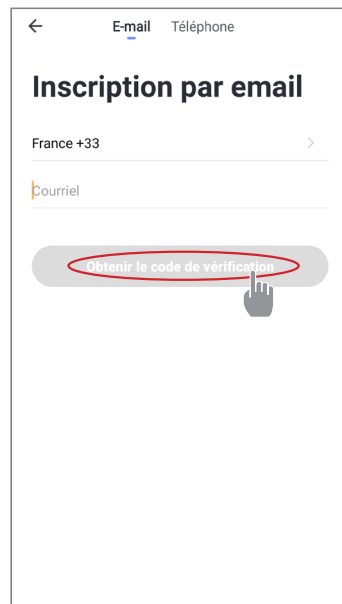 E-mail Téléphone
Inscription par email
France +33
Courriel
Obtenir le code de vérification